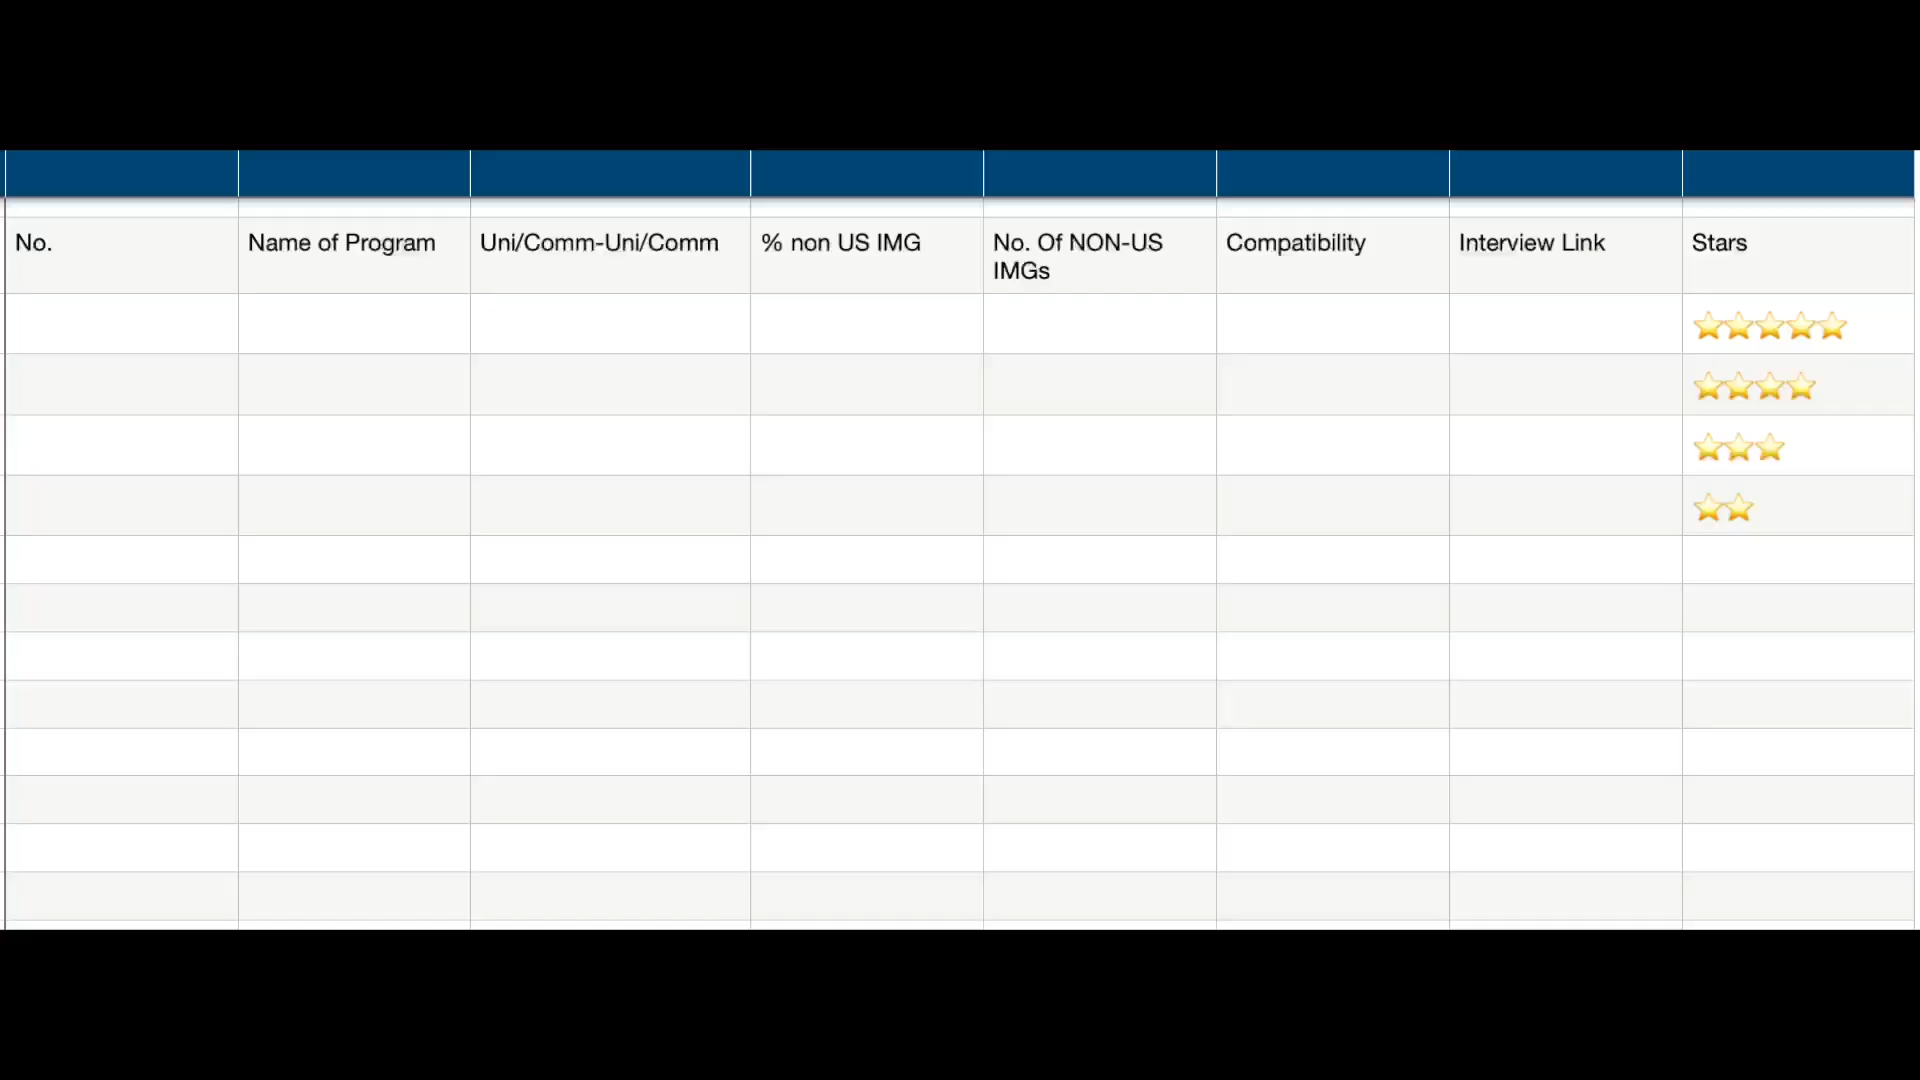 No.
Name of Program
Uni/Comm-Uni/Comm
% non US IMG
No. Of NON-US
IMGs
Compatibility
Interview Link
Stars
⭐⭐⭐⭐⭐
⭐⭐⭐⭐
⭐⭐⭐
⭐⭐